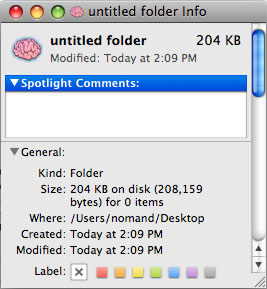 untitled folder Info
untitled folder 204 KB
Modified: Today at 2:09 PM
Spotlight Comments:
General:
Kind: Folder
Size: 204 KB on disk (208,159
bytes) for 0 items
Where: /Users/nomand/Desktop
Created: Today at 2:09 PM
Modified: Today at 2:09 PM
Label: